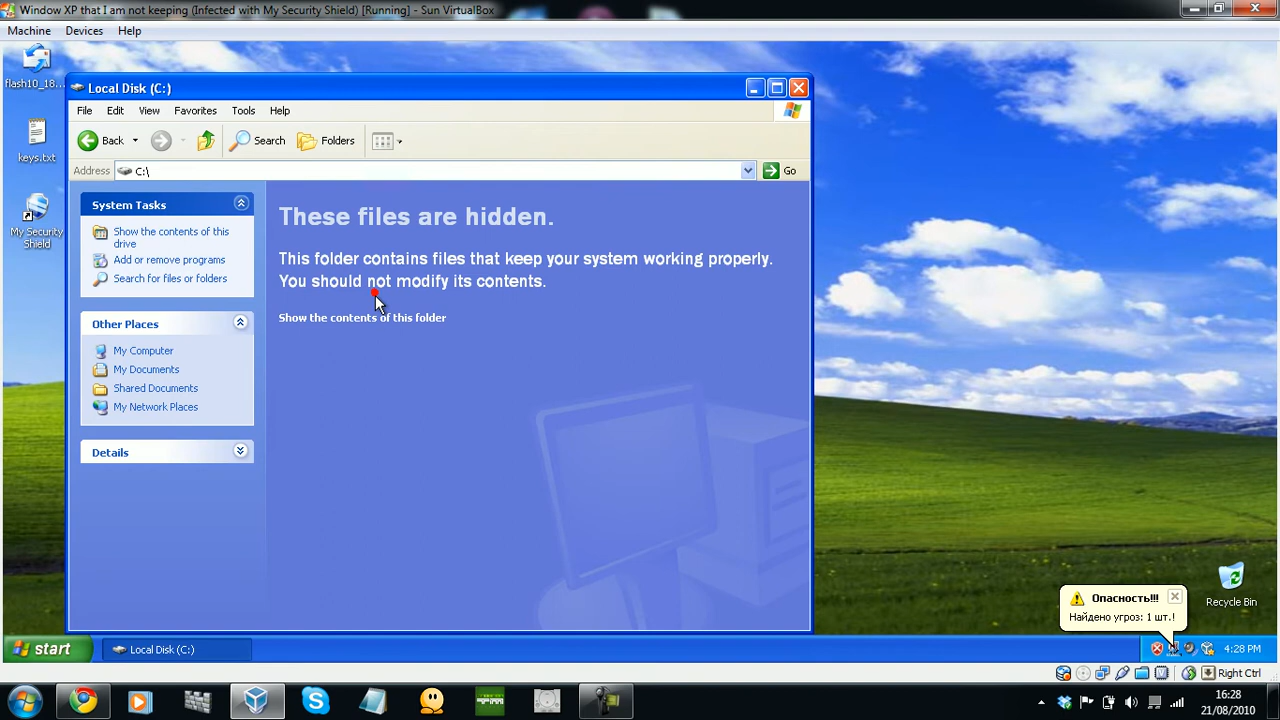 Window XP that I am not keeping (Infected with My Security Shield) [Running] - Sun VirtualBox
Machine Devices Help
flash10_18...
keys.txt
My Security
Shield
Local Disk (C:)
File Edit View Favorites Tools Help
Back Search Folders
Address C:\ Go
System Tasks
Show the contents of this
drive
Add or remove programs
Search for files or folders
Other Places
My Computer
My Documents
Shared Documents
My Network Places
Details
These files are hidden.
This folder contains files that keep your system working properly.
You should not modify its contents.
Show the contents of this folder
Recycle Bin
Опасность!!!
Найдено угроз: 1 шт.!
start Local Disk (C:) 4:28 PM
Right Ctrl
16:28
21/08/2010